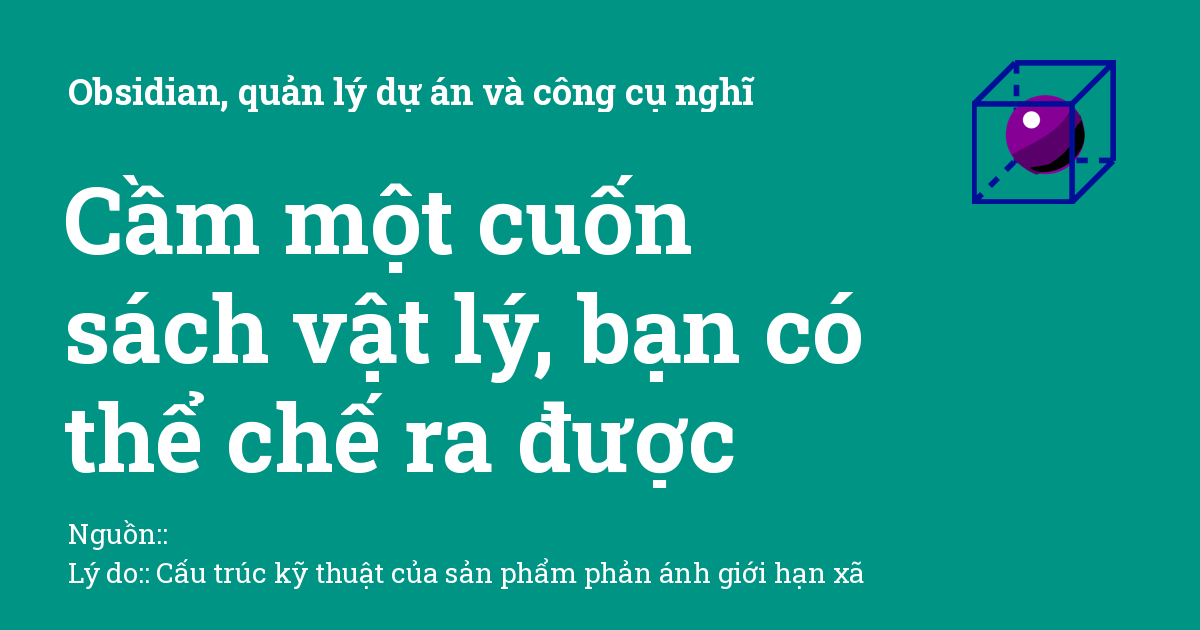 Obsidian, quản lý dự án và công cụ nghĩ
Cầm một cuốn
sách vật lý, bạn có
thể chế ra được
Nguồn::
Lý do:: Cấu trúc kỹ thuật của sản phẩm phản ánh giới hạn xã